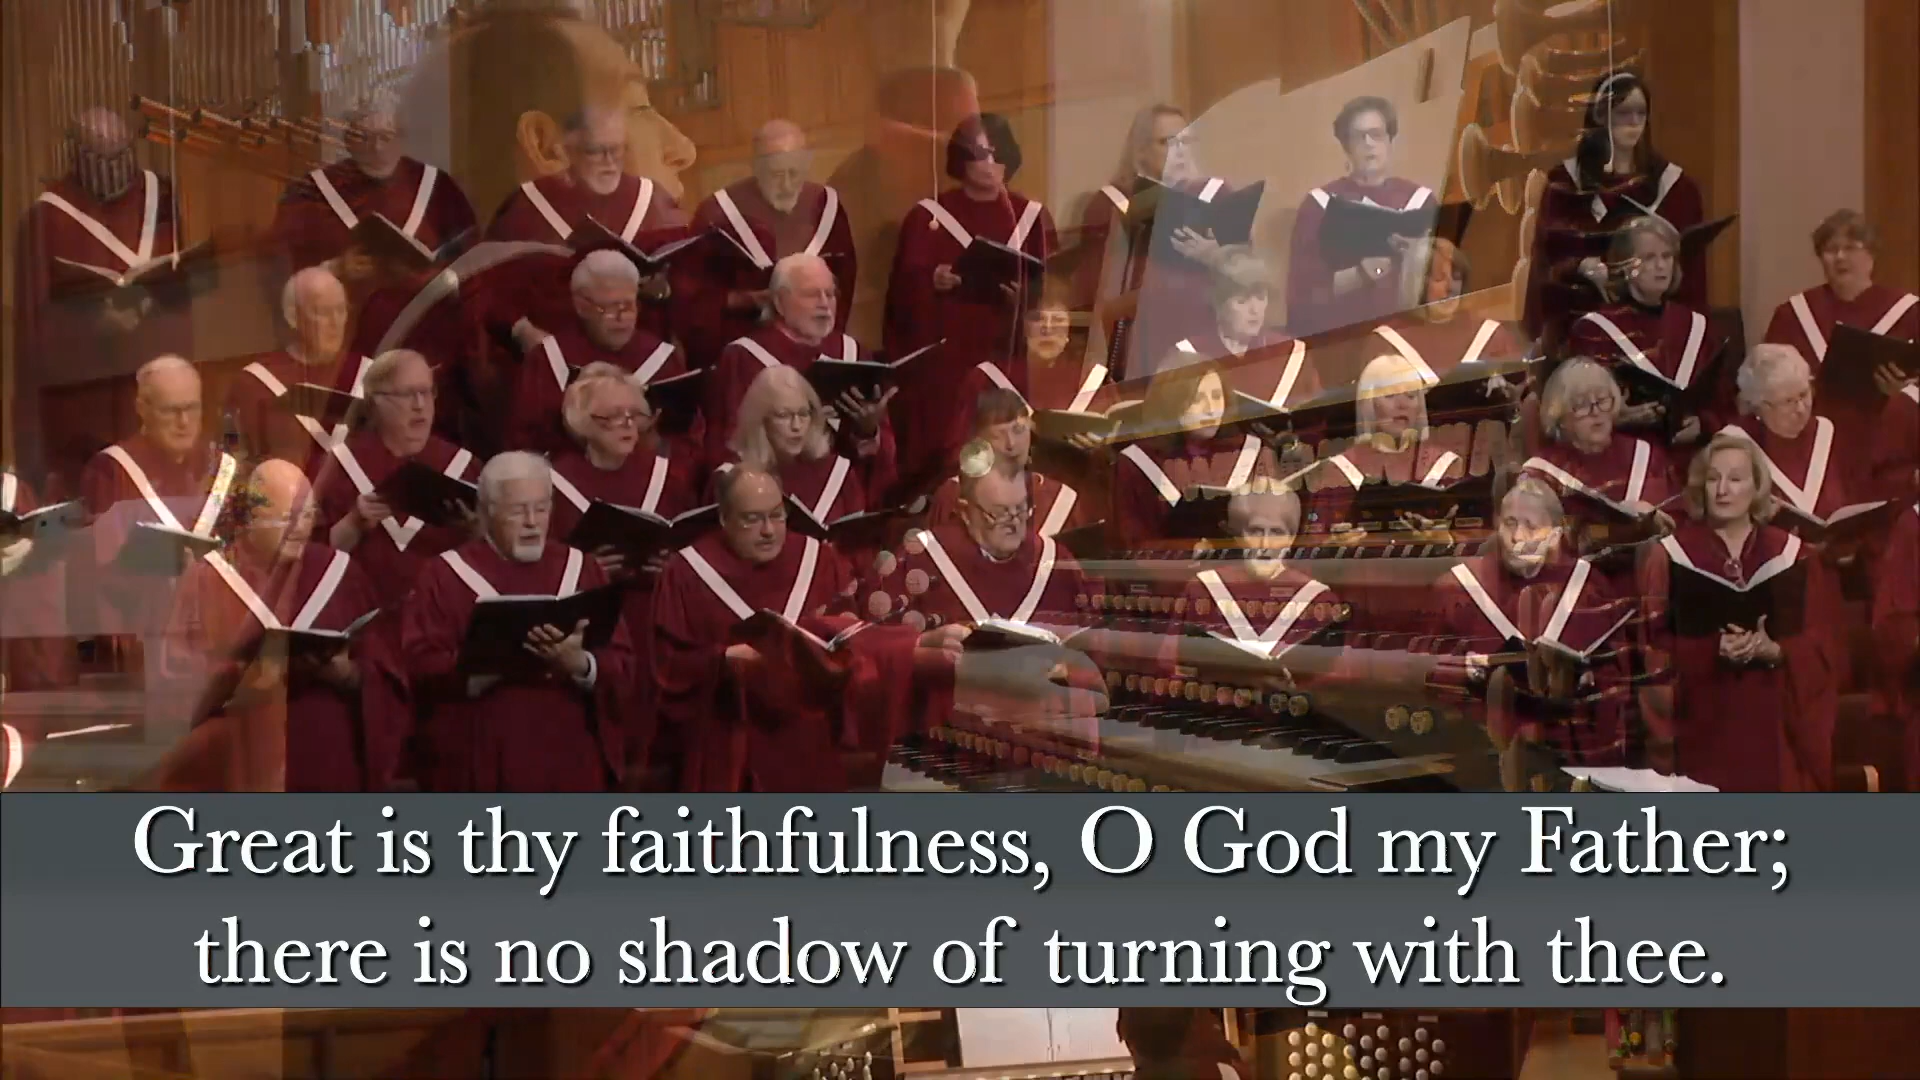 Great is thy faithfulness, O God my Father;
there is no shadow of turning with thee.